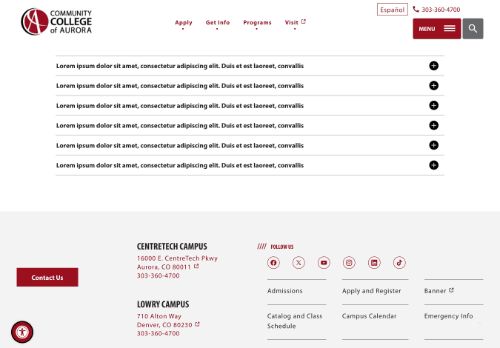 COMMUNITY
COLLEGE
of AURORA
Español
303-360-4700
Apply
Get Info
Programs
Visit
MENU
Lorem ipsum dolor sit amet, consectetur adipiscing elit. Duis et est laoreet, convallis
Lorem ipsum dolor sit amet, consectetur adipiscing elit. Duis et est laoreet, convallis
Lorem ipsum dolor sit amet, consectetur adipiscing elit. Duis et est laoreet, convallis
Lorem ipsum dolor sit amet, consectetur adipiscing elit. Duis et est laoreet, convallis
Lorem ipsum dolor sit amet, consectetur adipiscing elit. Duis et est laoreet, convallis
Lorem ipsum dolor sit amet, consectetur adipiscing elit. Duis et est laoreet, convallis
Contact Us
CENTRETECH CAMPUS
16000 E. CentreTech Pkwy
Aurora, CO 80011
303-360-4700
LOWRY CAMPUS
710 Alton Way
Denver, CO 80230
303-360-4700
//// FOLLOW US
Admissions
Apply and Register
Banner
Catalog and Class
Schedule
Campus Calendar
Emergency Info